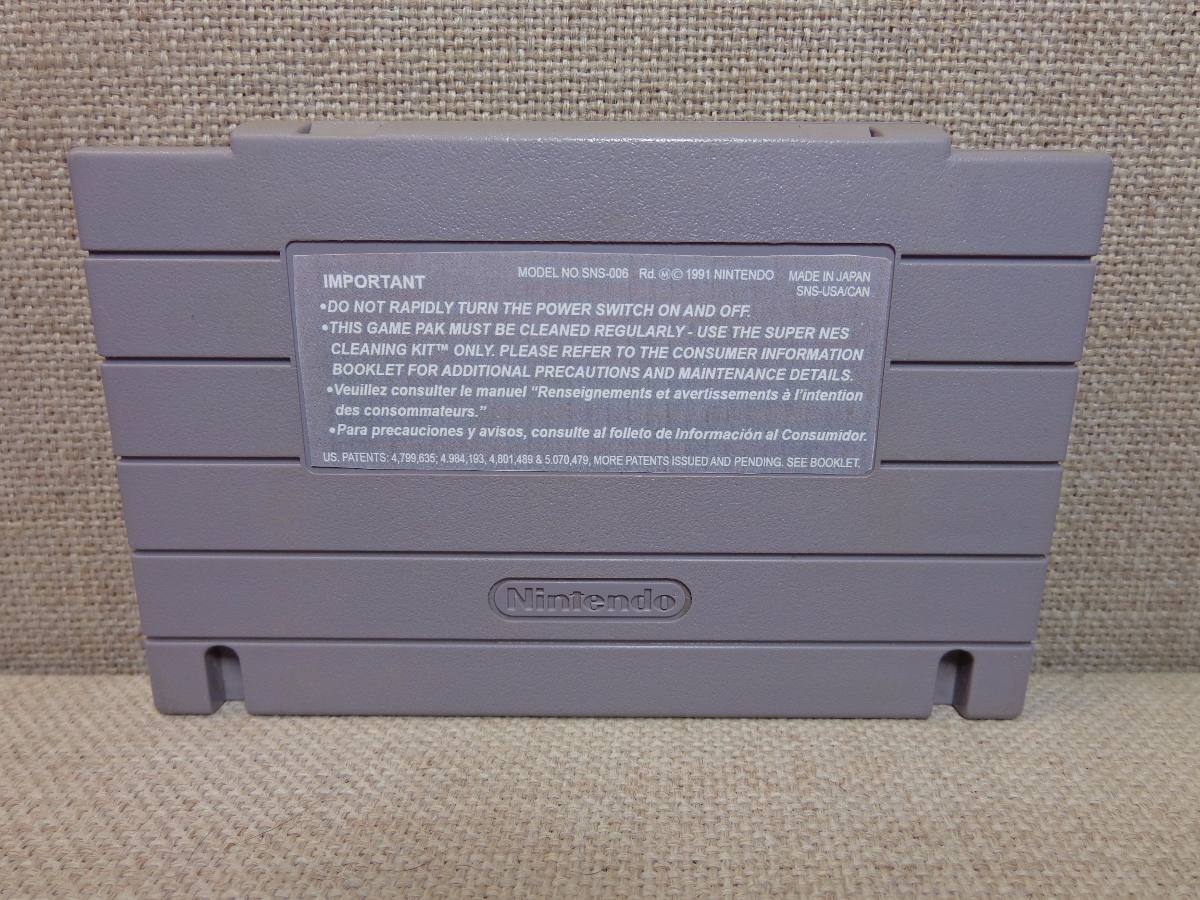 IMPORTANT
MODEL NO. SNS-006 Rd. Ⓜ© 1991 NINTENDO MADE IN JAPAN
SNS-USA/CAN
•DO NOT RAPIDLY TURN THE POWER SWITCH ON AND OFF.
•THIS GAME PAK MUST BE CLEANED REGULARLY - USE THE SUPER NES
CLEANING KIT™ ONLY. PLEASE REFER TO THE CONSUMER INFORMATION
BOOKLET FOR ADDITIONAL PRECAUTIONS AND MAINTENANCE DETAILS.
•Veuillez consulter le manuel "Renseignements et avertissements à l'intention
des consommateurs."
•Para precauciones y avisos, consulte al folleto de Información al Consumidor.
US. PATENTS: 4,799,635; 4.984,193, 4.801,489 & 5.070,479, MORE PATENTS ISSUED AND PENDING. SEE BOOKLET.
Nintendo